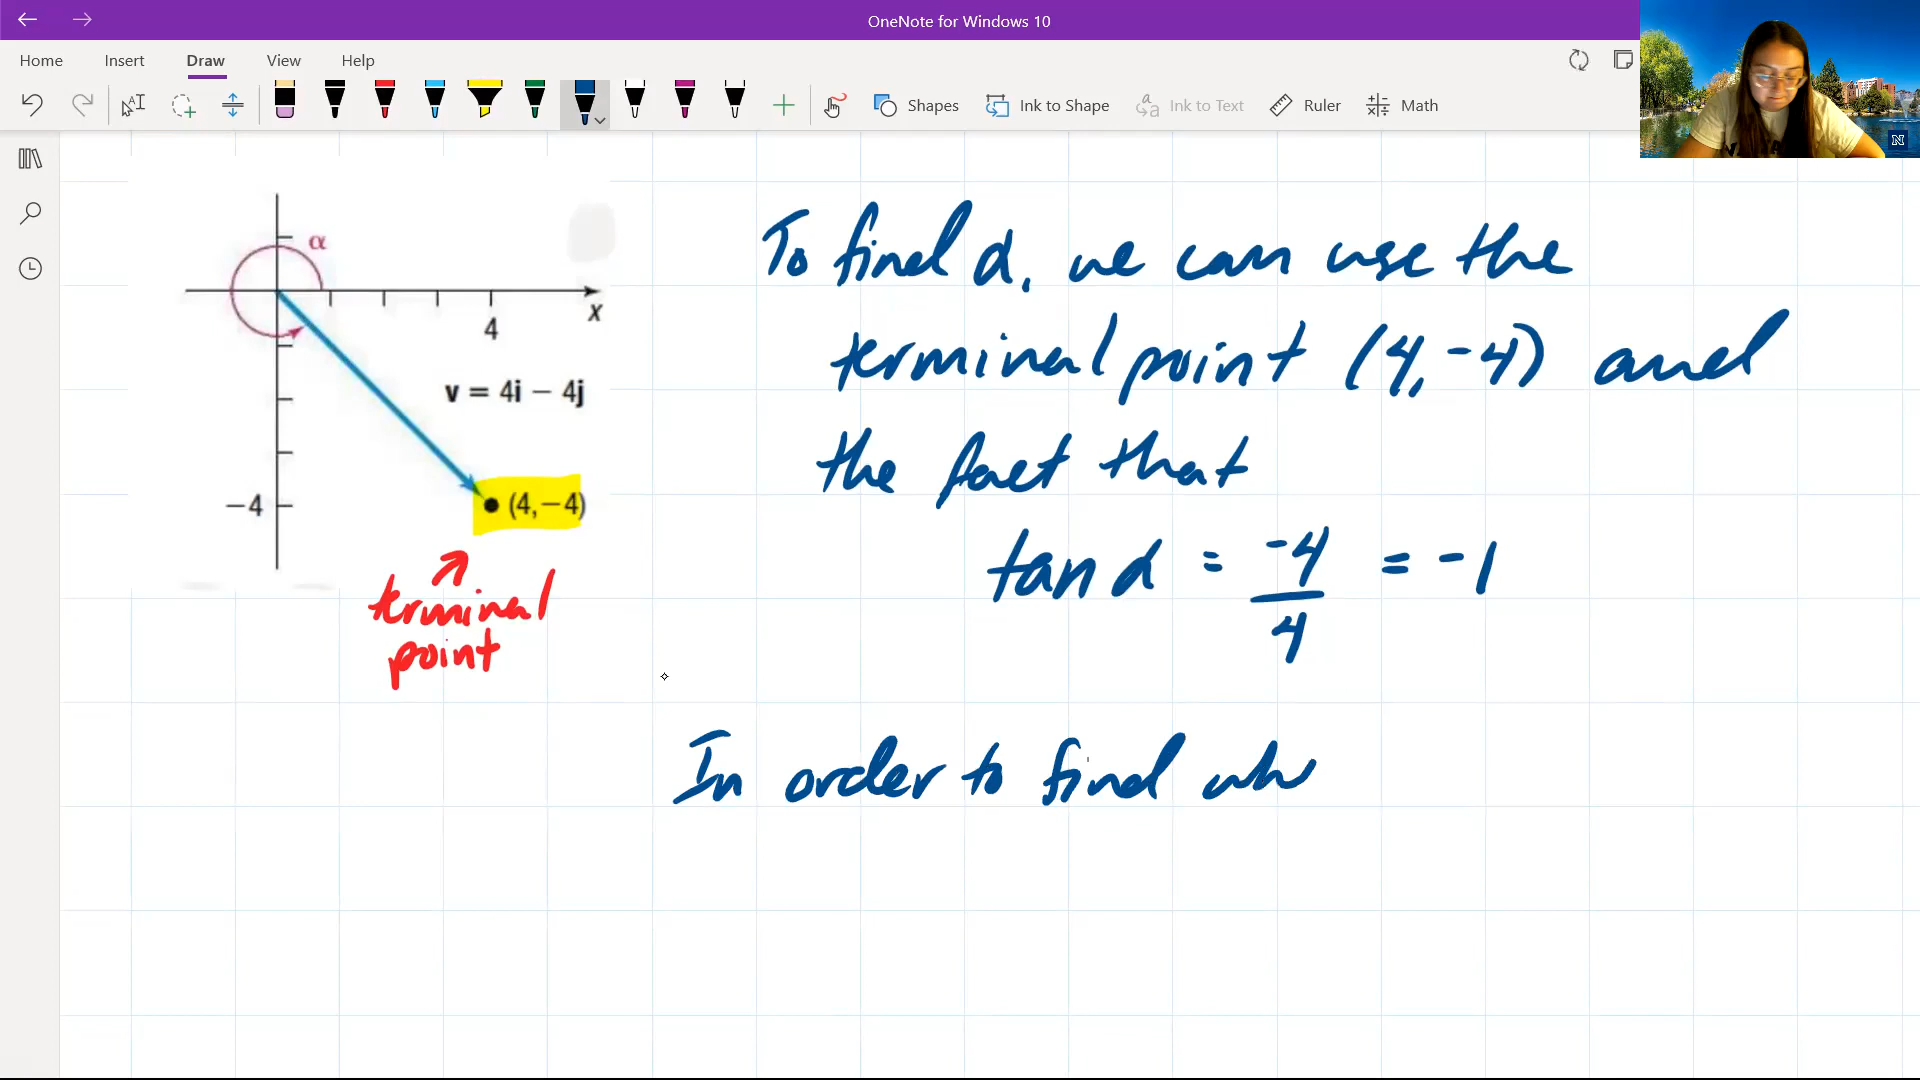 OneNote for Windows 10
Home Insert Draw View Help
Shapes Ink to Shape Ink to Text Ruler Math
N
α
4
x
v = 4i − 4j
−4
(4,−4)
terminal
point
To find α, we can use the
terminal point (4,-4) and
the fact that
tan α = -4/4 = -1
In order to find wh